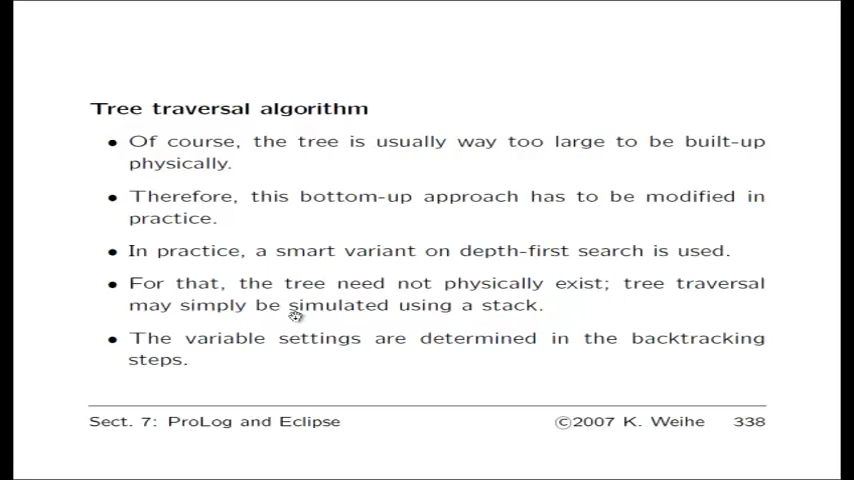 Tree traversal algorithm
• Of course, the tree is usually way too large to be built-up
physically.
• Therefore, this bottom-up approach has to be modified in
practice.
• In practice, a smart variant on depth-first search is used.
• For that, the tree need not physically exist; tree traversal
may simply be simulated using a stack.
• The variable settings are determined in the backtracking
steps.
Sect. 7: ProLog and Eclipse ©2007 K. Weihe 338